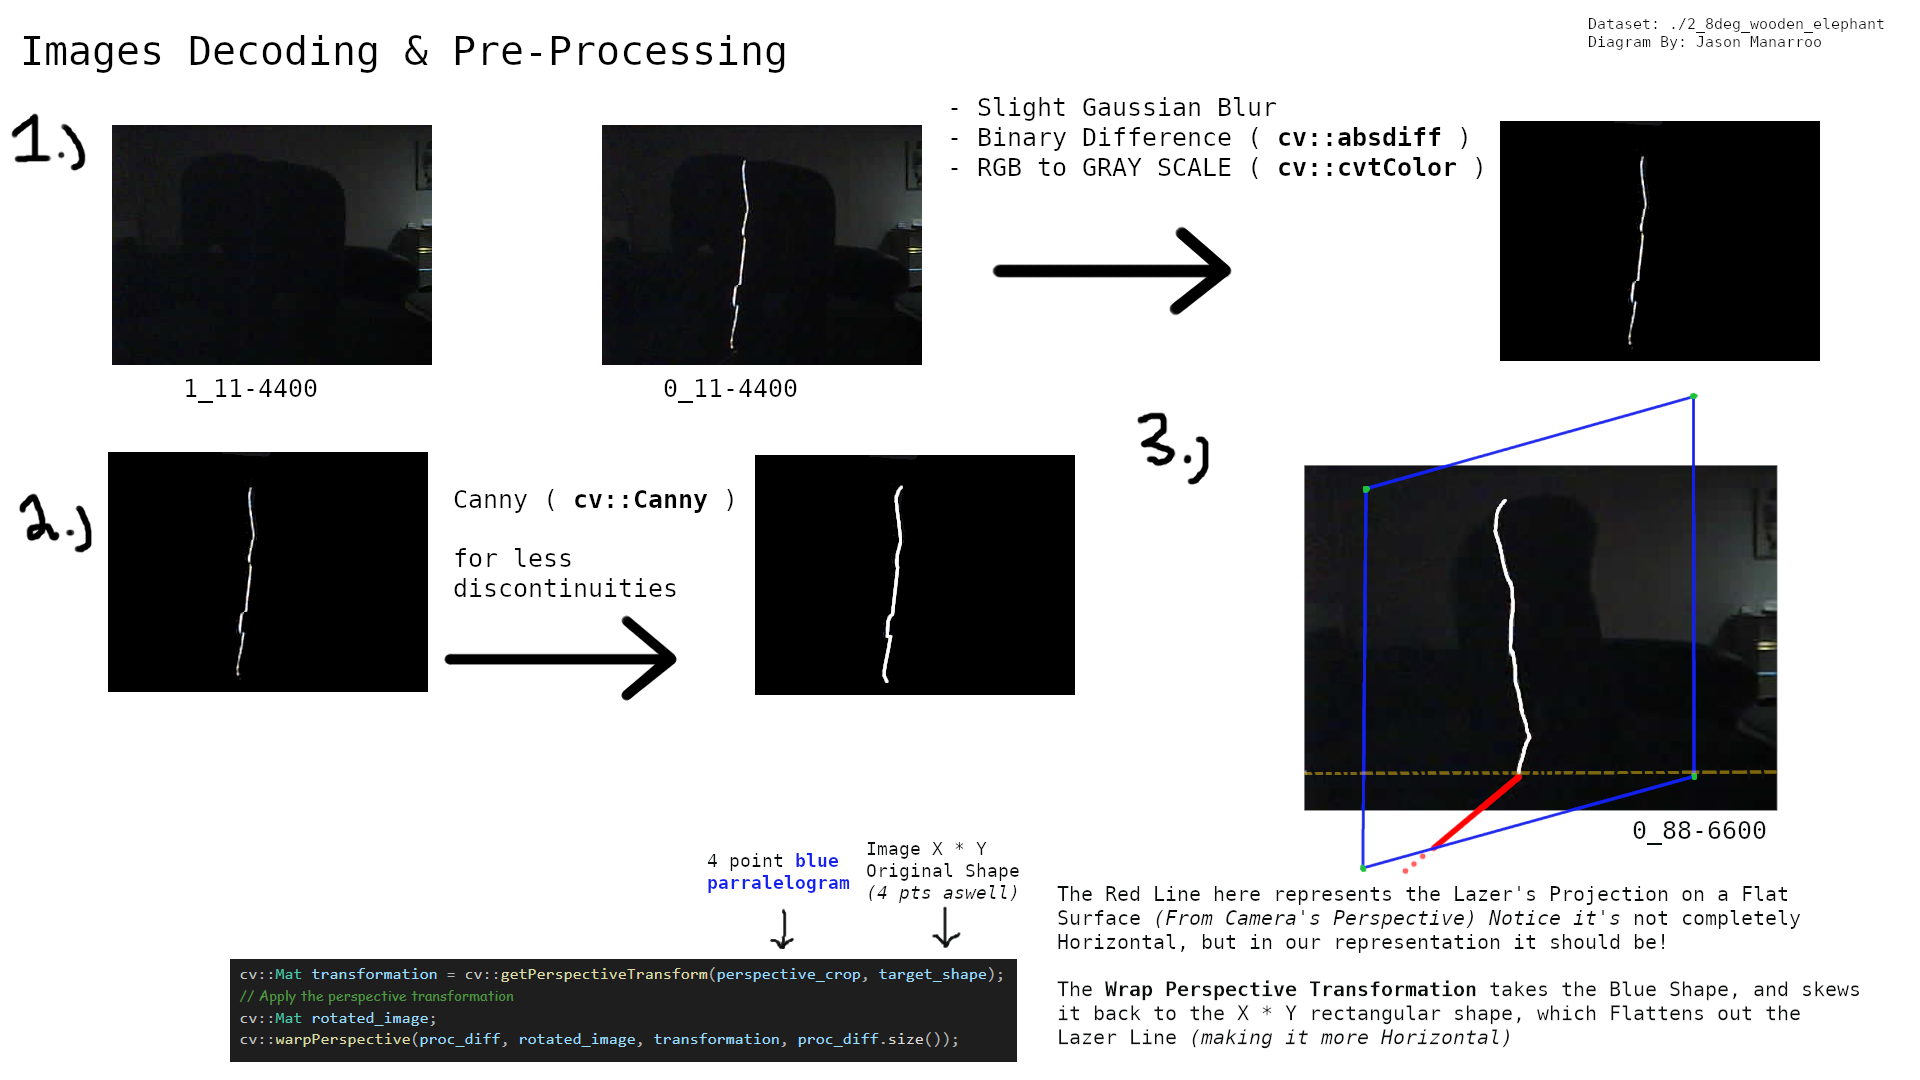 Images Decoding & Pre-Processing
Dataset: ./2_8deg_wooden_elephant
Diagram By: Jason Manarroo
1.)
1_11-4400
0_11-4400
- Slight Gaussian Blur
- Binary Difference ( cv::absdiff )
- RGB to GRAY SCALE ( cv::cvtColor )
2.)
Canny ( cv::Canny )
for less
discontinuities
3.)
0_88-6600
4 point blue
parralelogram
Image X * Y
Original Shape
(4 pts aswell)
cv::Mat transformation = cv::getPerspectiveTransform(perspective_crop, target_shape);
// Apply the perspective transformation
cv::Mat rotated_image;
cv::warpPerspective(proc_diff, rotated_image, transformation, proc_diff.size());
The Red Line here represents the Lazer's Projection on a Flat
Surface (From Camera's Perspective) Notice it's not completely
Horizontal, but in our representation it should be!
The Wrap Perspective Transformation takes the Blue Shape, and skews
it back to the X * Y rectangular shape, which Flattens out the
Lazer Line (making it more Horizontal)